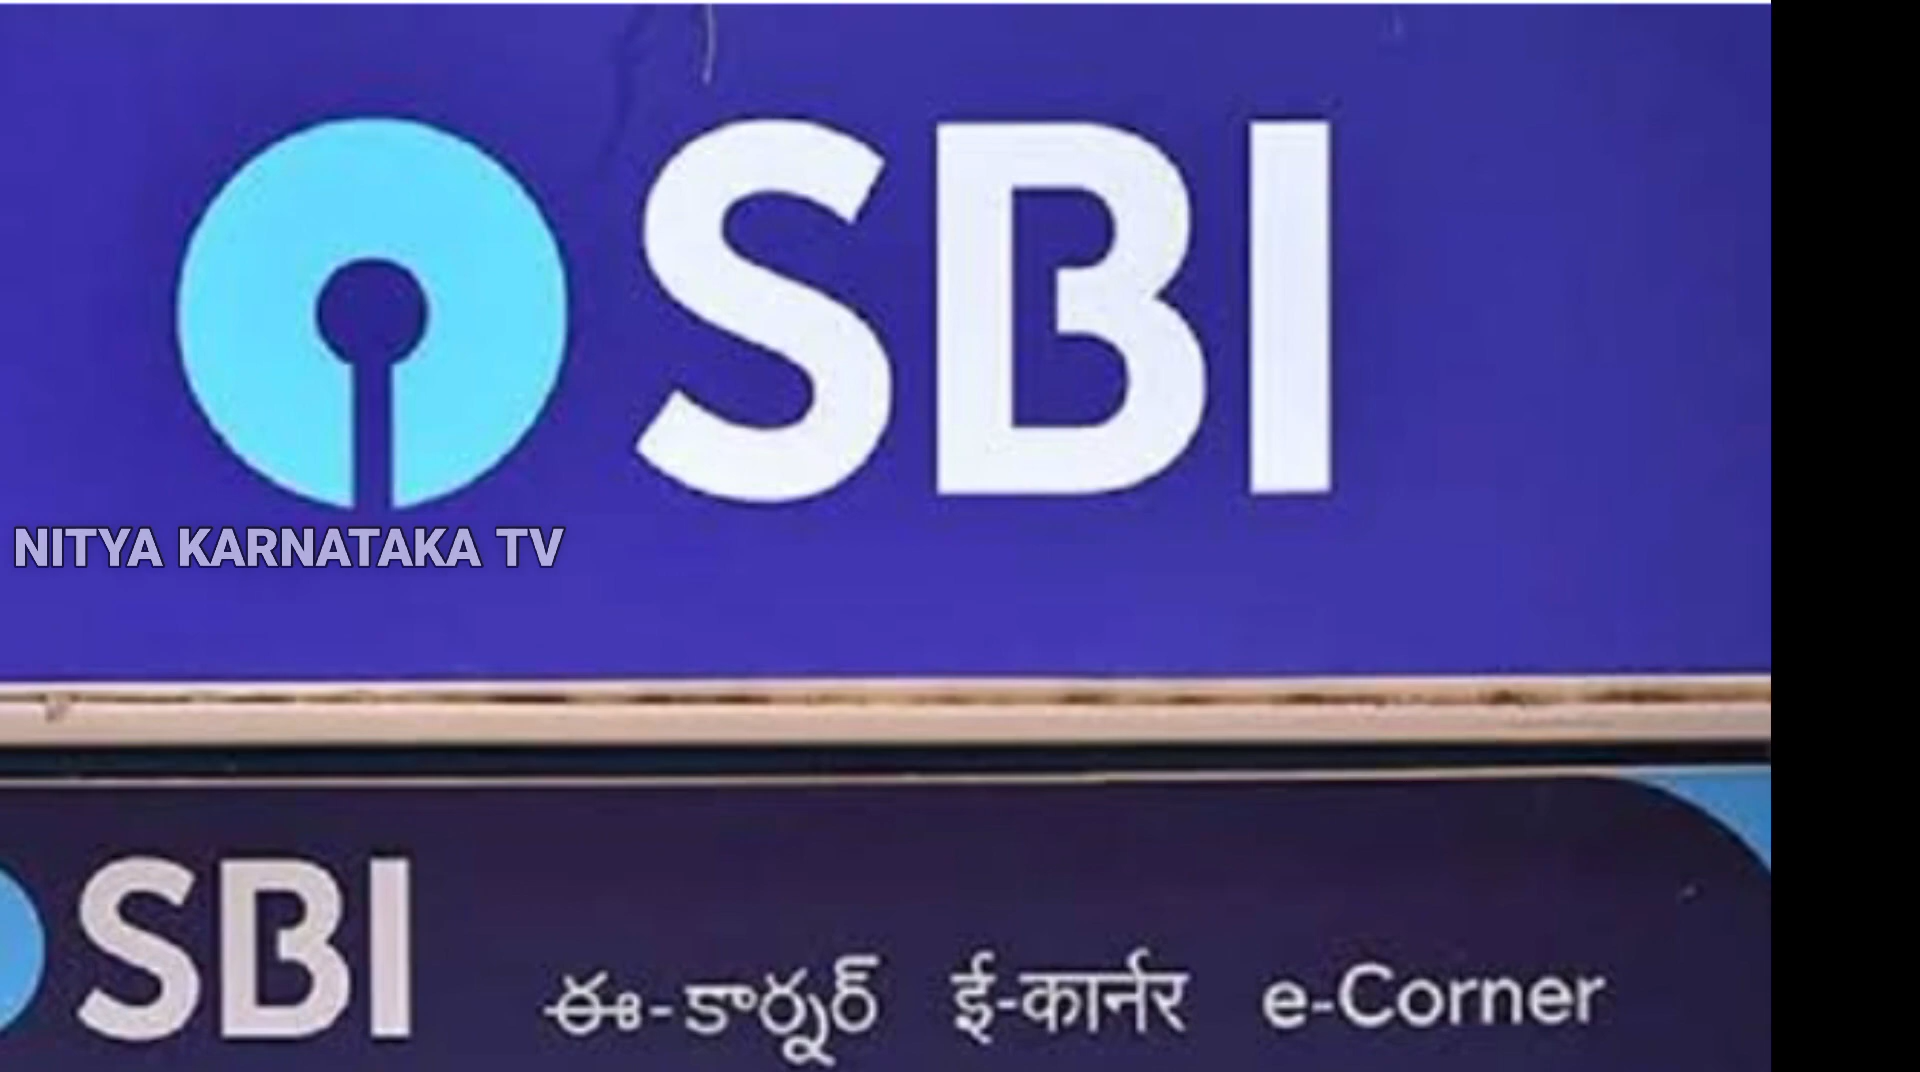 SBI
NITYA KARNATAKA TV
SBI ఈ-కార్నర్ ई-कार्नर e-Corner